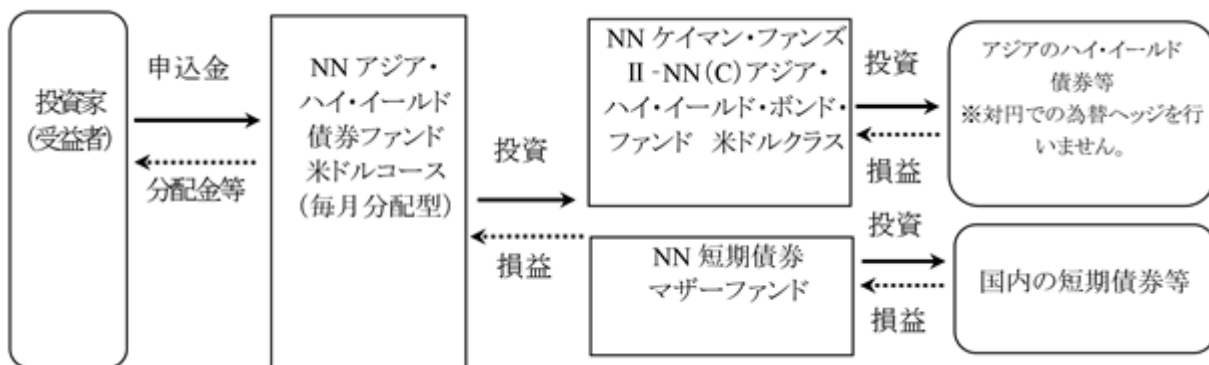 投資家
(受益者)
申込金
分配金等
NN アジア・
ハイ・イールド
債券ファンド
米ドルコース
(毎月分配型)
投資
損益
NN ケイマン・ファンズ
Ⅱ-NN(C)アジア・
ハイ・イールド・ボンド・
ファンド 米ドルクラス
投資
損益
アジアのハイ・イールド
債券等
※対円での為替ヘッジを行
いません。
NN 短期債券
マザーファンド
投資
損益
国内の短期債券等